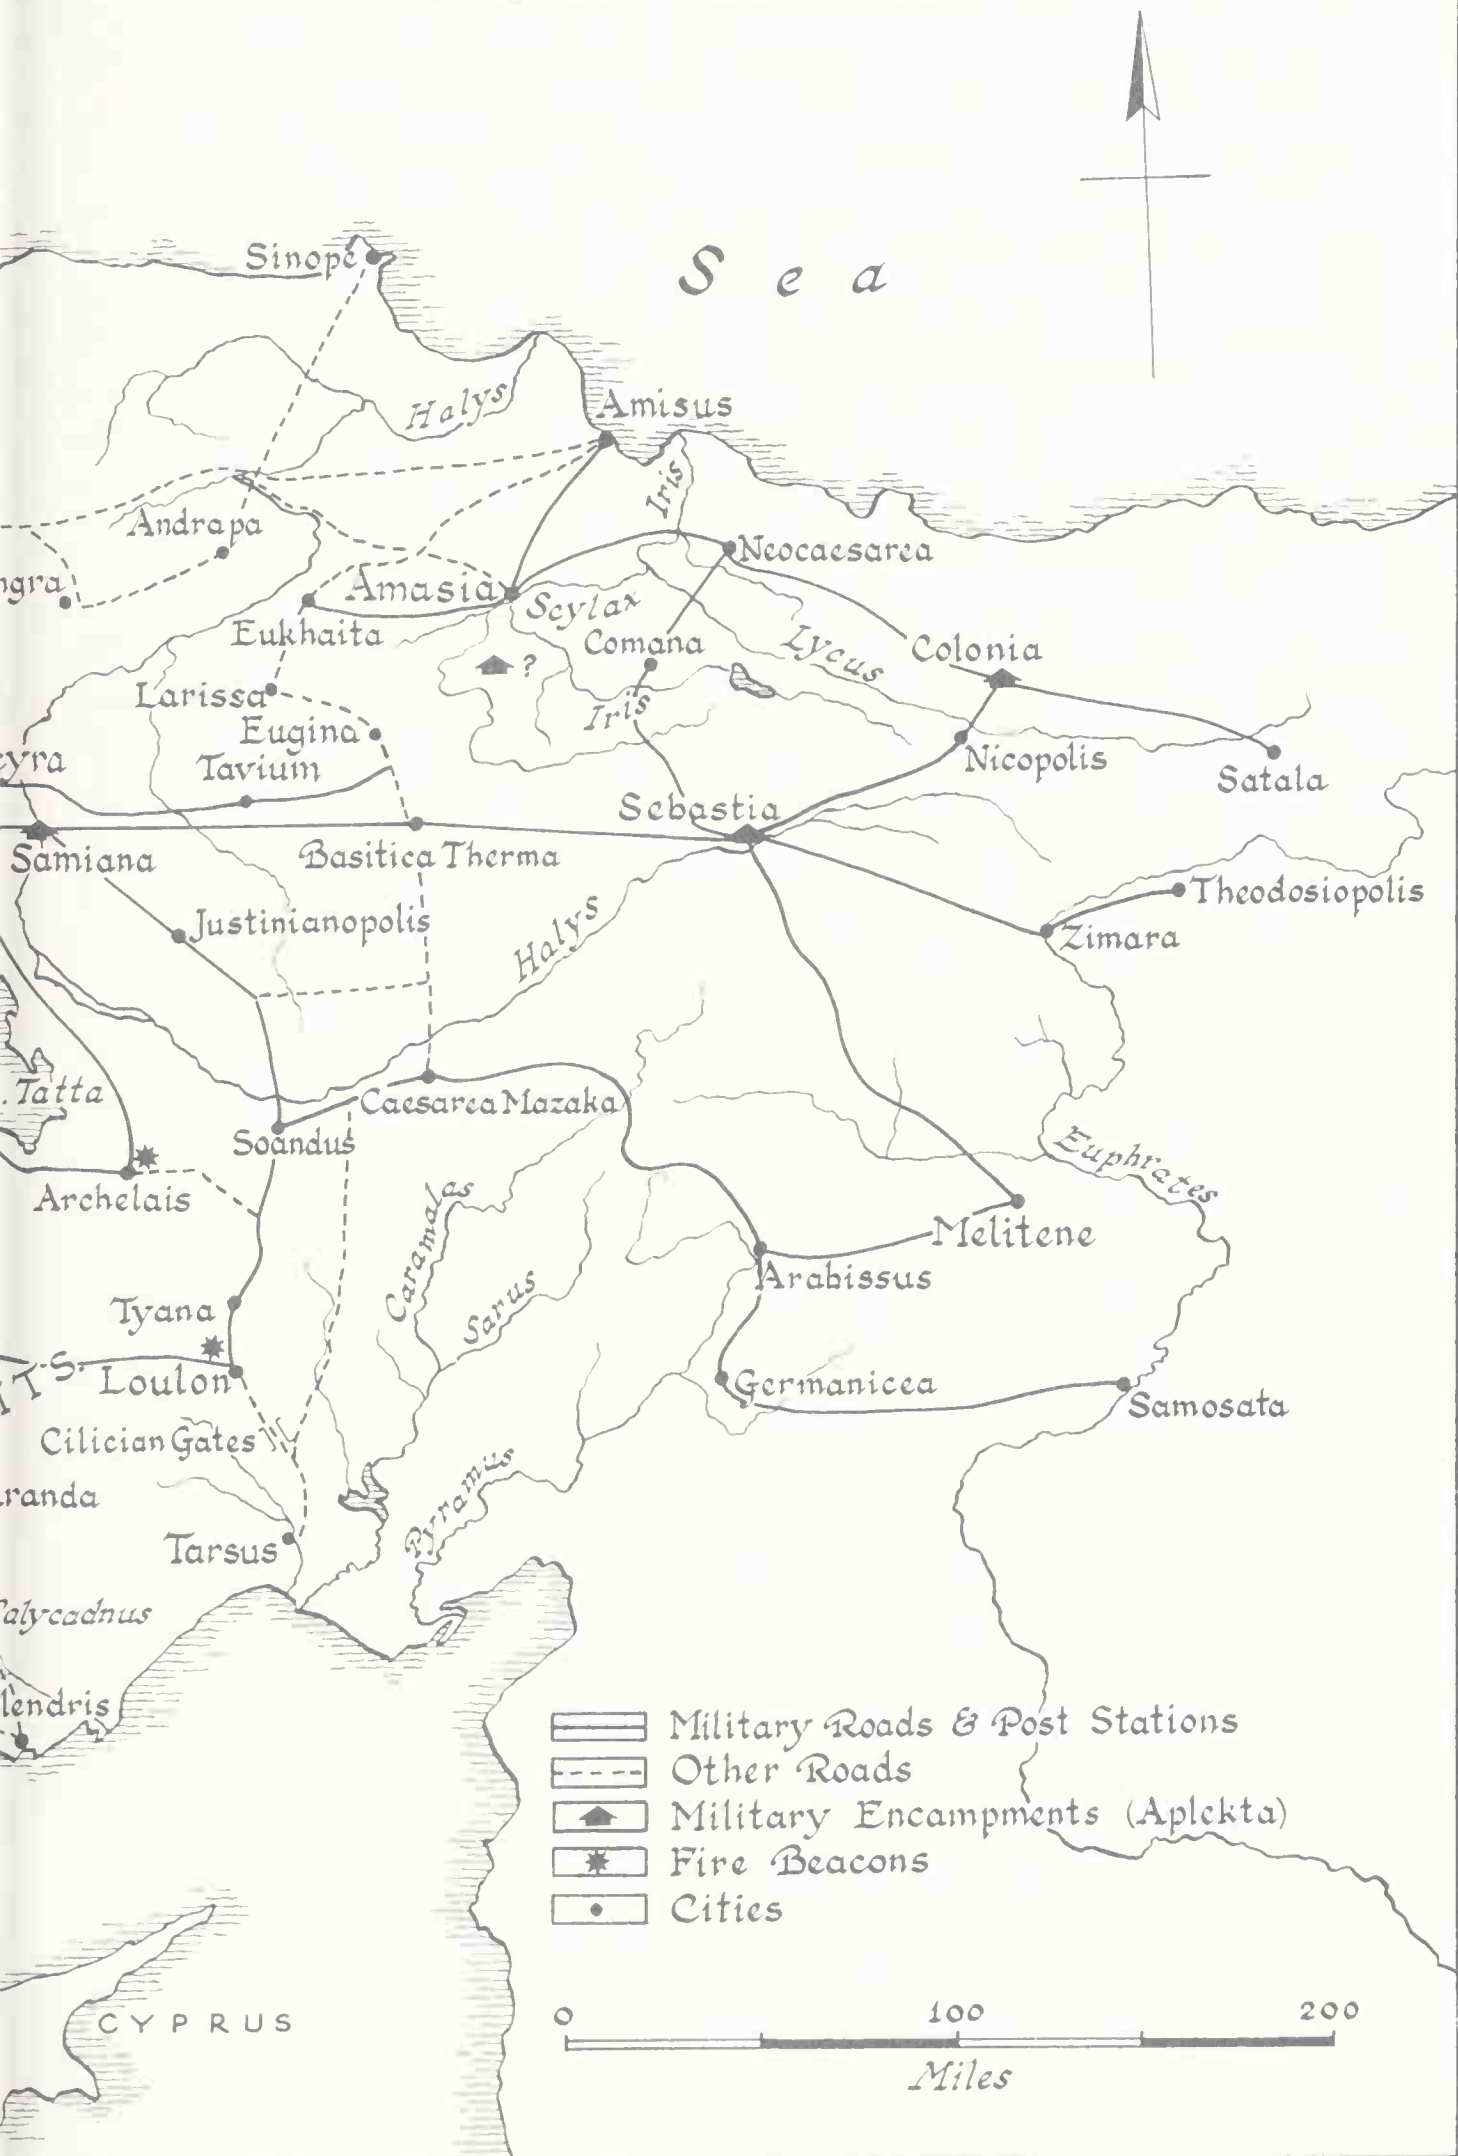 Sinope
Sea
Halys
Amisus
Iris
Andrapa
Neocaesarea
ngra
Amasia
Scylax
Eukhaita
Comana
Lycus
Colonia
?
Larissa
Iris
Eugina
cyra
Tavium
Nicopolis
Satala
Sebastia
Samiana
Basitica Therma
Theodosiopolis
Justinianopolis
Halys
Zimara
. Tatta
Caesarea Mazaka
Soandus
Euphrates
Archelais
Caramalas
Melitene
Arabissus
Tyana
Sarus
T·S·
Loulon
Germanicea
Samosata
Cilician Gates
Pyramus
randa
Tarsus
alycadnus
lendris
Military Roads & Post Stations
Other Roads
Military Encampments (Aplekta)
Fire Beacons
Cities
CYPRUS
0 100 200
Miles